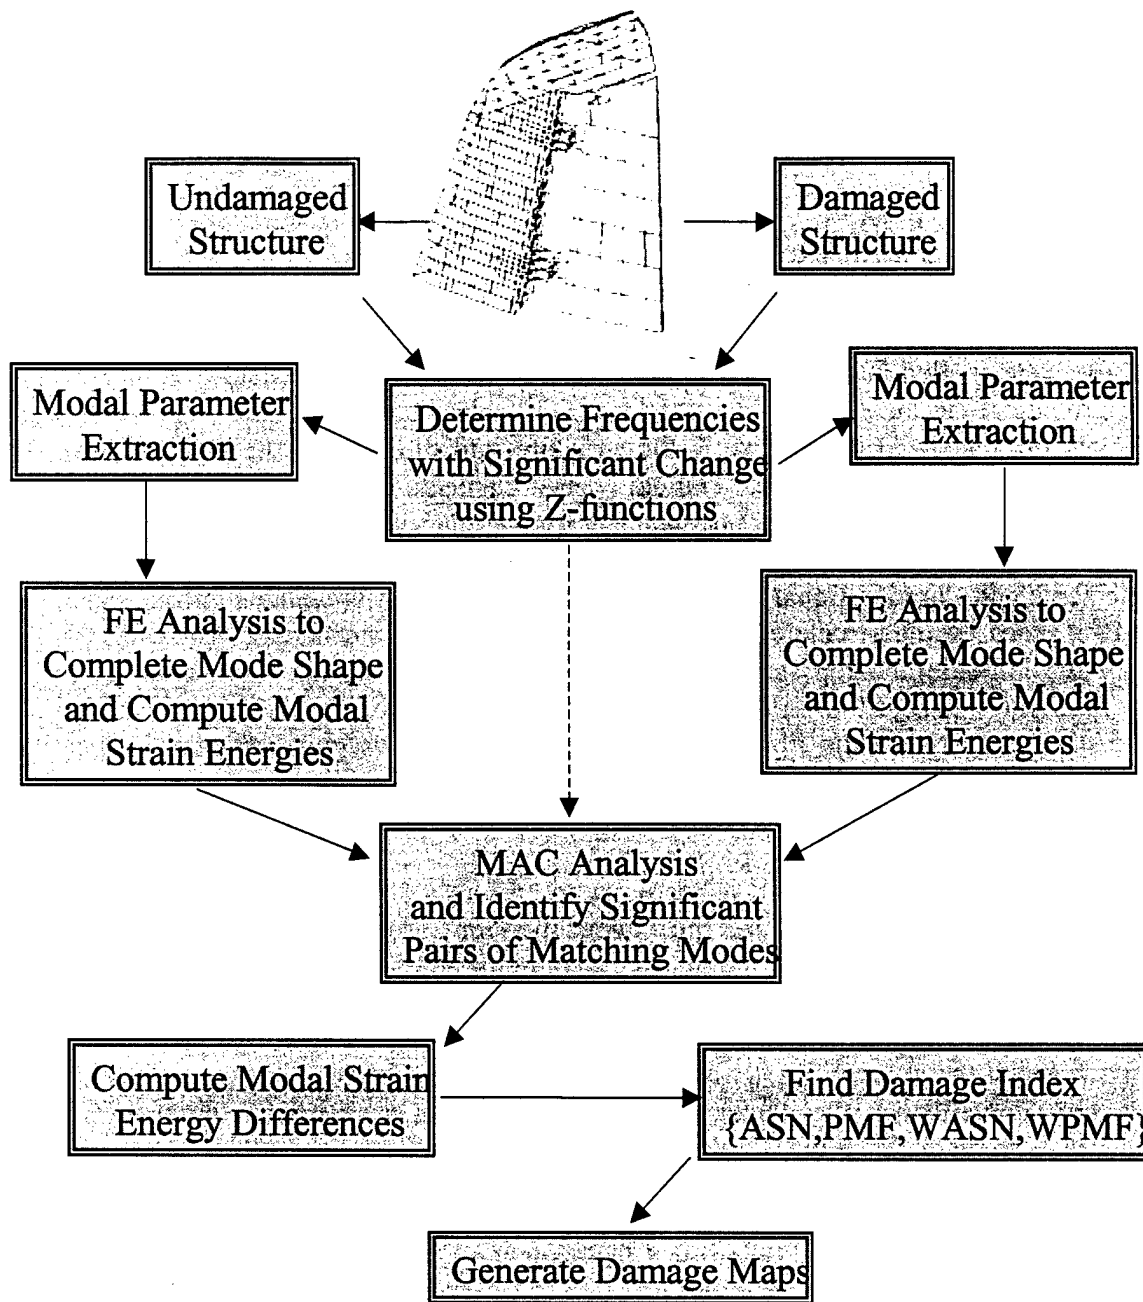 Undamaged
Structure
Damaged
Structure
Modal Parameter
Extraction
Determine Frequencies
with Significant Change
using Z-functions
Modal Parameter
Extraction
FE Analysis to
Complete Mode Shape
and Compute Modal
Strain Energies
FE Analysis to
Complete Mode Shape
and Compute Modal
Strain Energies
MAC Analysis
and Identify Significant
Pairs of Matching Modes
Compute Modal Strain
Energy Differences
Find Damage Index
{ASN,PMF,WASN,WPMF}
Generate Damage Maps